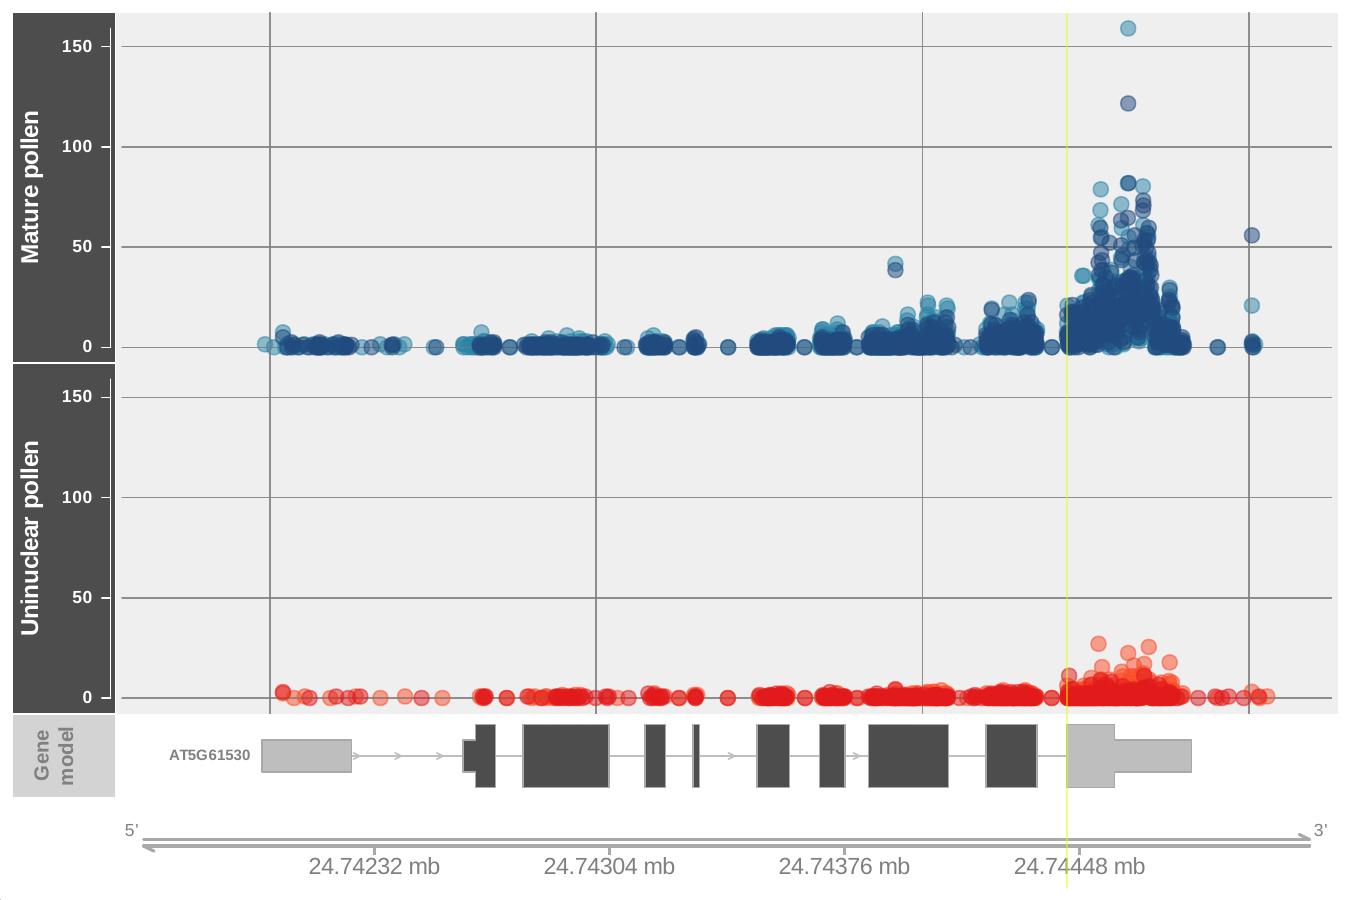 150
100
50
0
Mature pollen
150
100
50
0
Uninuclear pollen
Gene
model
AT5G61530
5'
3'
24.74232 mb
24.74304 mb
24.74376 mb
24.74448 mb